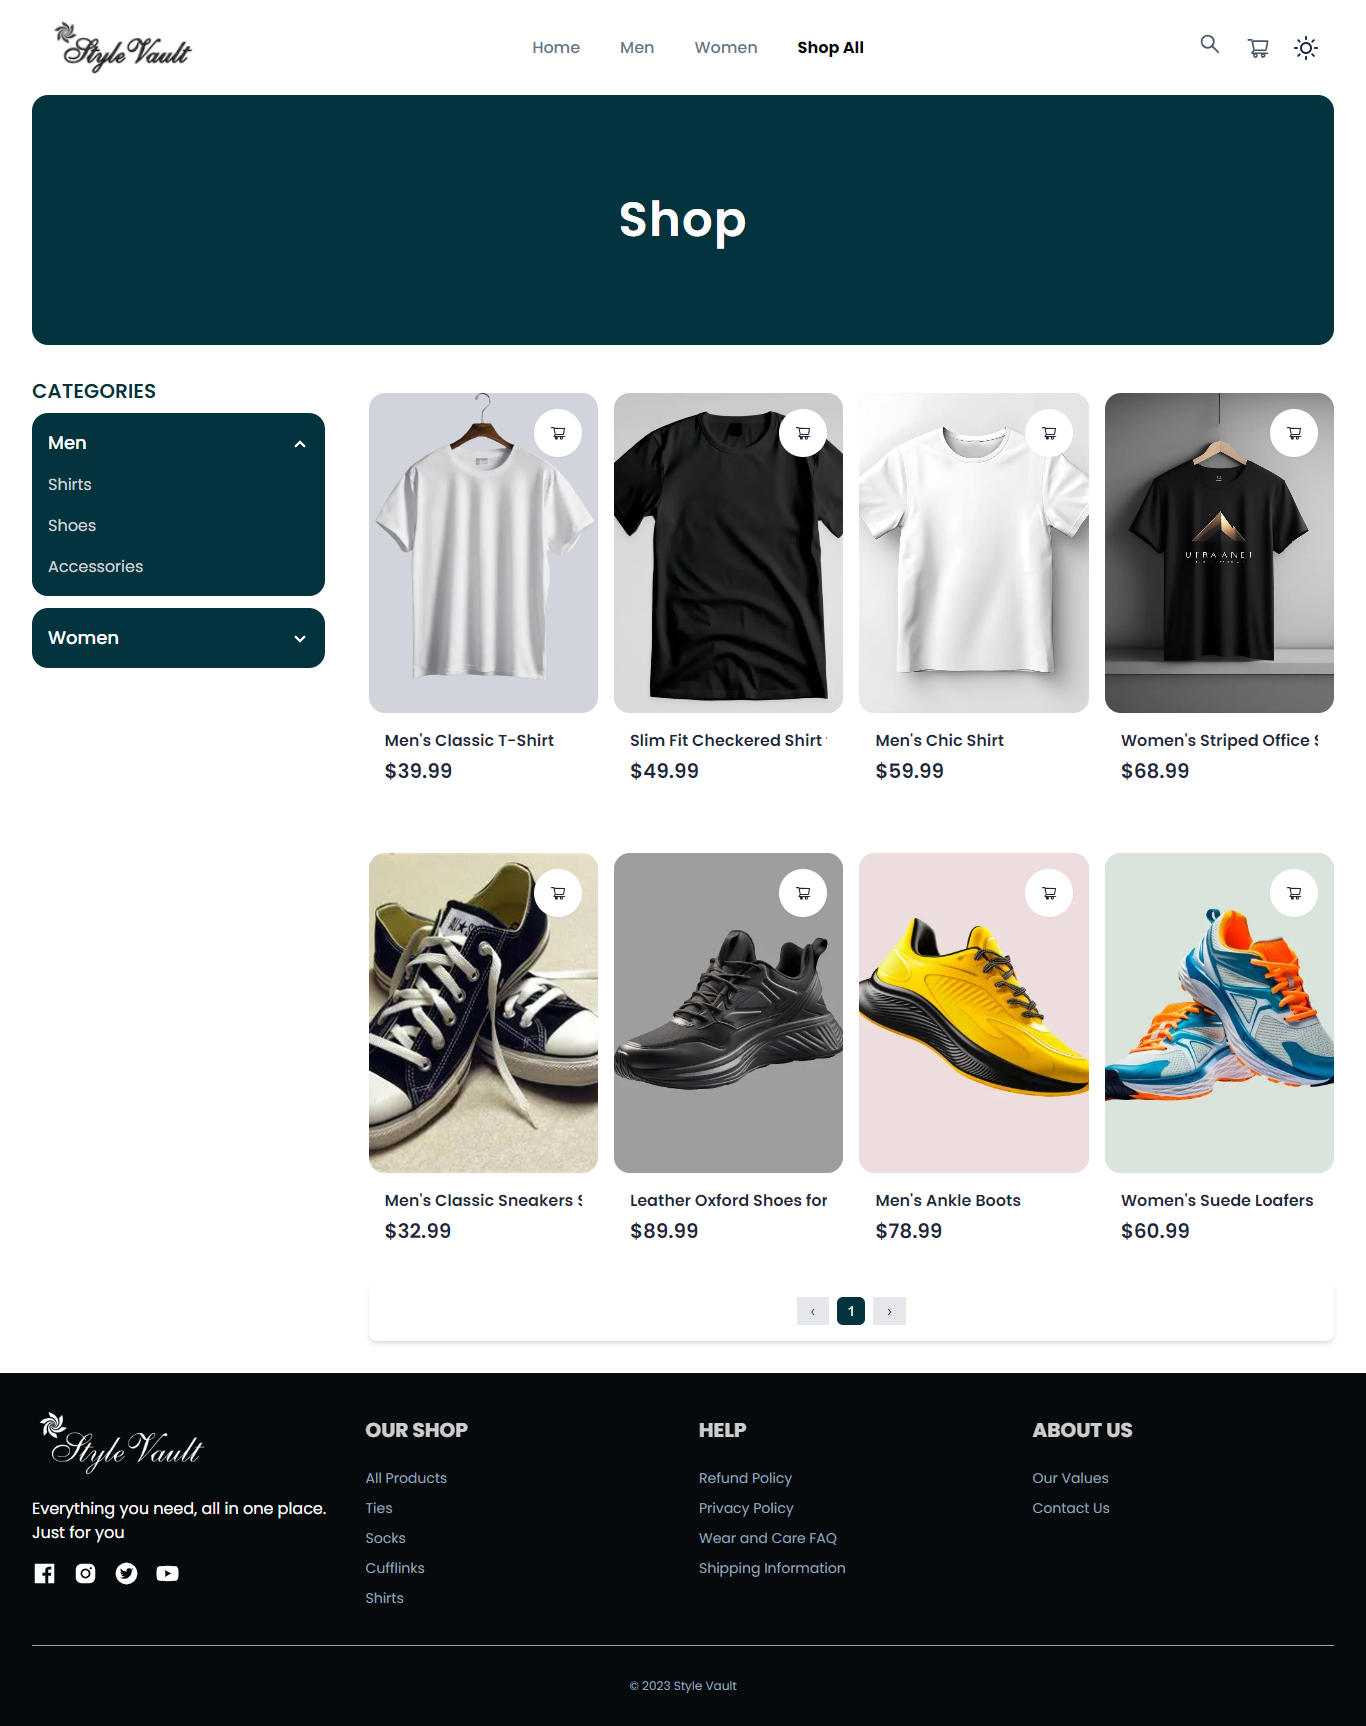 Style Vault
Home
Men
Women
Shop All
Shop
CATEGORIES
Men
Shirts
Shoes
Accessories
Women
Men's Classic T-Shirt
$39.99
Slim Fit Checkered Shirt
$49.99
Men's Chic Shirt
$59.99
Women's Striped Office S
$68.99
Men's Classic Sneakers S
$32.99
Leather Oxford Shoes for
$89.99
Men's Ankle Boots
$78.99
Women's Suede Loafers
$60.99
‹ 1 ›
Style Vault
Everything you need, all in one place.
Just for you
OUR SHOP
All Products
Ties
Socks
Cufflinks
Shirts
HELP
Refund Policy
Privacy Policy
Wear and Care FAQ
Shipping Information
ABOUT US
Our Values
Contact Us
© 2023 Style Vault